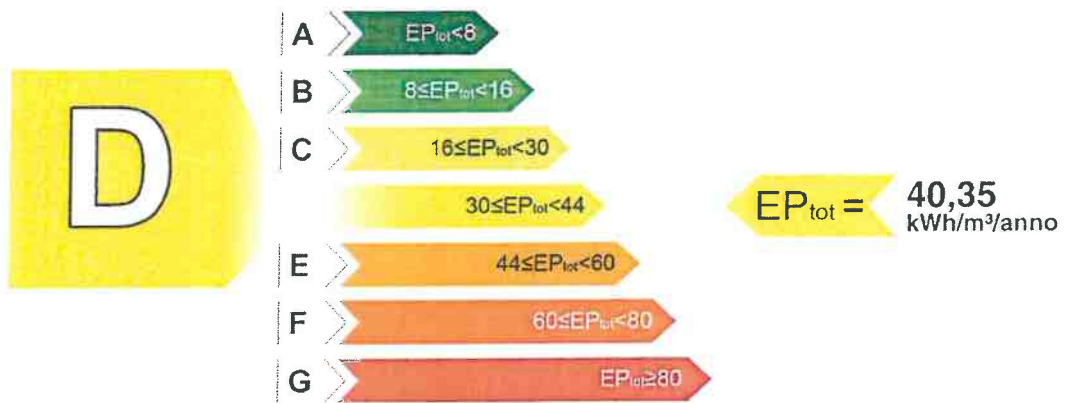 A EPtot<8
B 8≤EPtot<16
D
C 16≤EPtot<30
30≤EPtot<44
EPtot = 40,35
kWh/m³/anno
E 44≤EPtot<60
F 60≤EPtot<80
G EPtot≥80